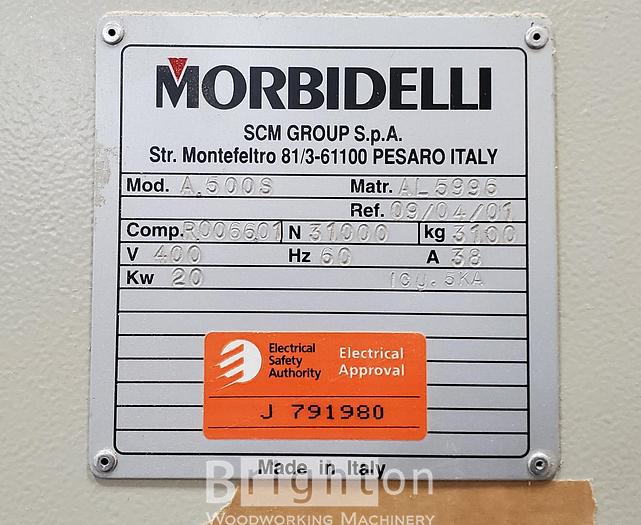 MORBIDELLI
SCM GROUP S.p.A.
Str. Montefeltro 81/3-61100 PESARO ITALY
Mod. A.500S Matr. AL5996
Ref. 09/04/01
Comp. R006601 N 31000 kg 3100
V 400 Hz 60 A 38
Kw 20 Icu. 5KA
Electrical Safety Authority
Electrical Approval
J 791980
Made in Italy
Brighton
WOODWORKING MACHINERY